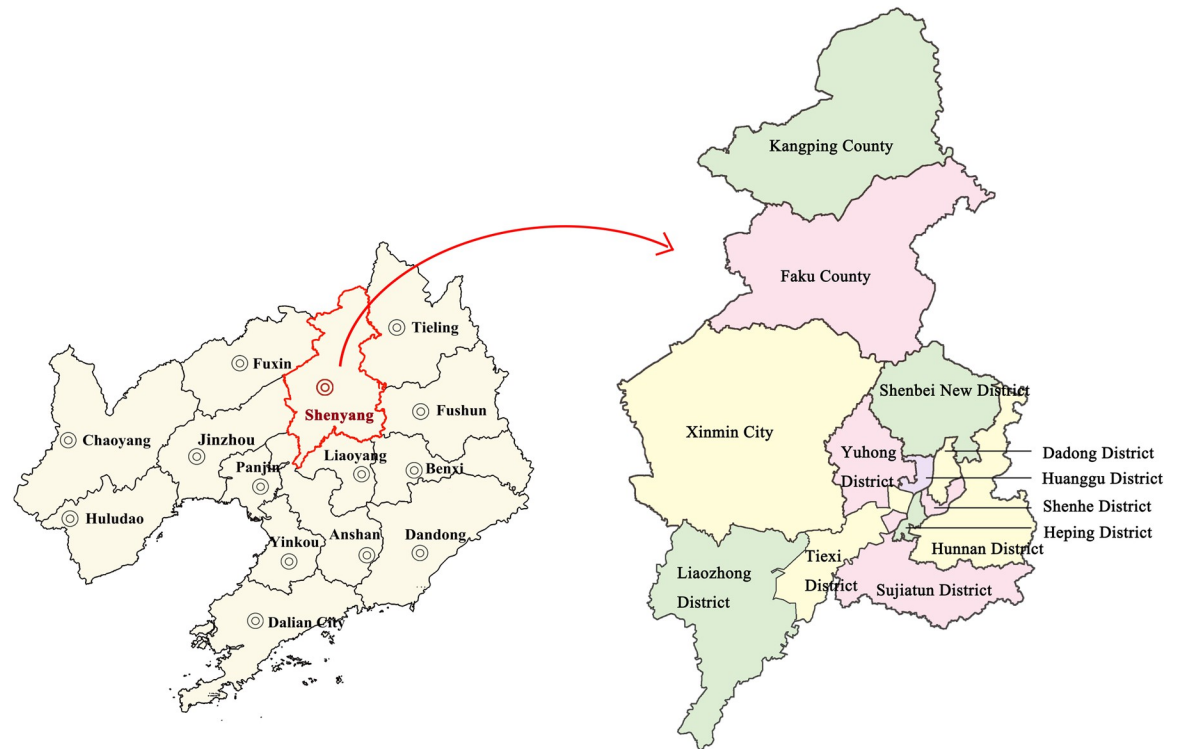 Tieling
Fuxin
Shenyang
Fushun
Chaoyang
Jinzhou
Liaoyang
Panjin
Benxi
Huludao
Yinkou
Anshan
Dandong
Dalian City
Kangping County
Faku County
Shenbei New District
Xinmin City
Yuhong
District
Dadong District
Huanggu District
Shenhe District
Heping District
Hunnan District
Tiexi
District
Liaozhong
District
Sujiatun District